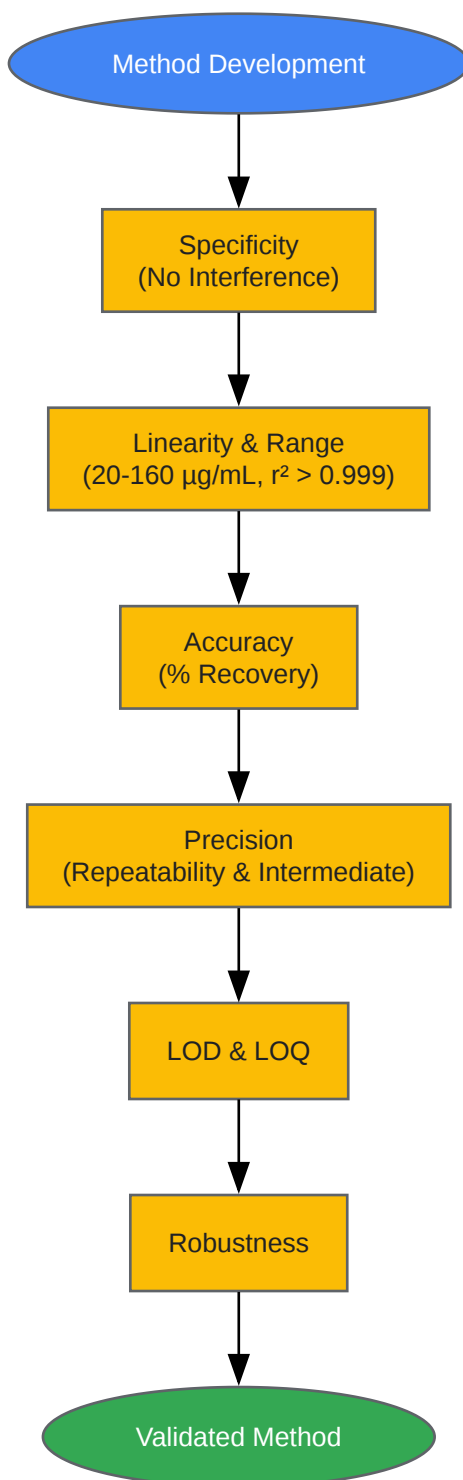 Method Development
Specificity
(No Interference)
Linearity & Range
(20-160 µg/mL, r² > 0.999)
Accuracy
(% Recovery)
Precision
(Repeatability & Intermediate)
LOD & LOQ
Robustness
Validated Method